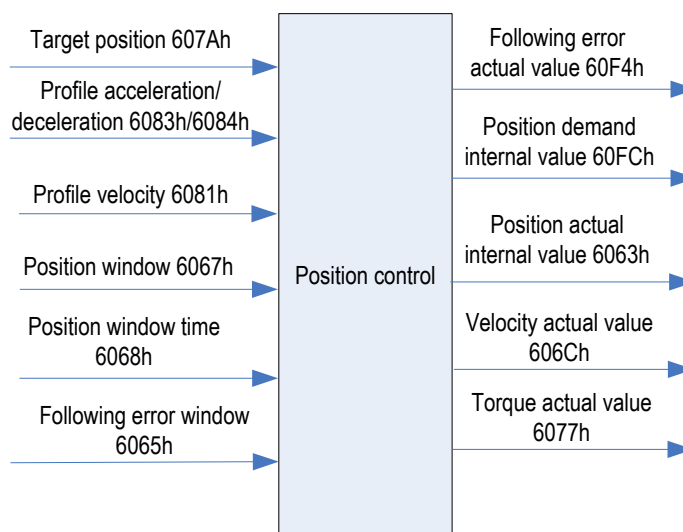 Target position 607Ah
Profile acceleration/
deceleration 6083h/6084h
Profile velocity 6081h
Position window 6067h
Position window time
6068h
Following error window
6065h
Position control
Following error
actual value 60F4h
Position demand
internal value 60FCh
Position actual
internal value 6063h
Velocity actual value
606Ch
Torque actual value
6077h